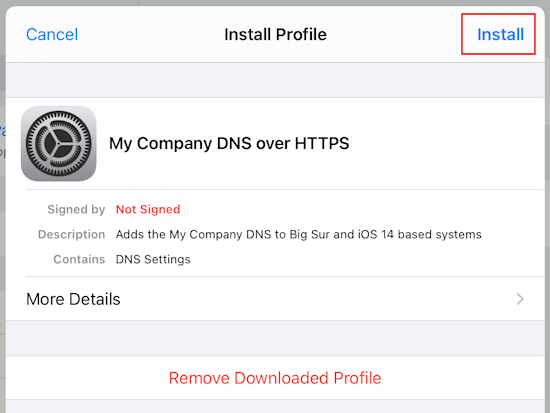 Cancel Install Profile Install
My Company DNS over HTTPS
Signed by Not Signed
Description Adds the My Company DNS to Big Sur and iOS 14 based systems
Contains DNS Settings
More Details
Remove Downloaded Profile